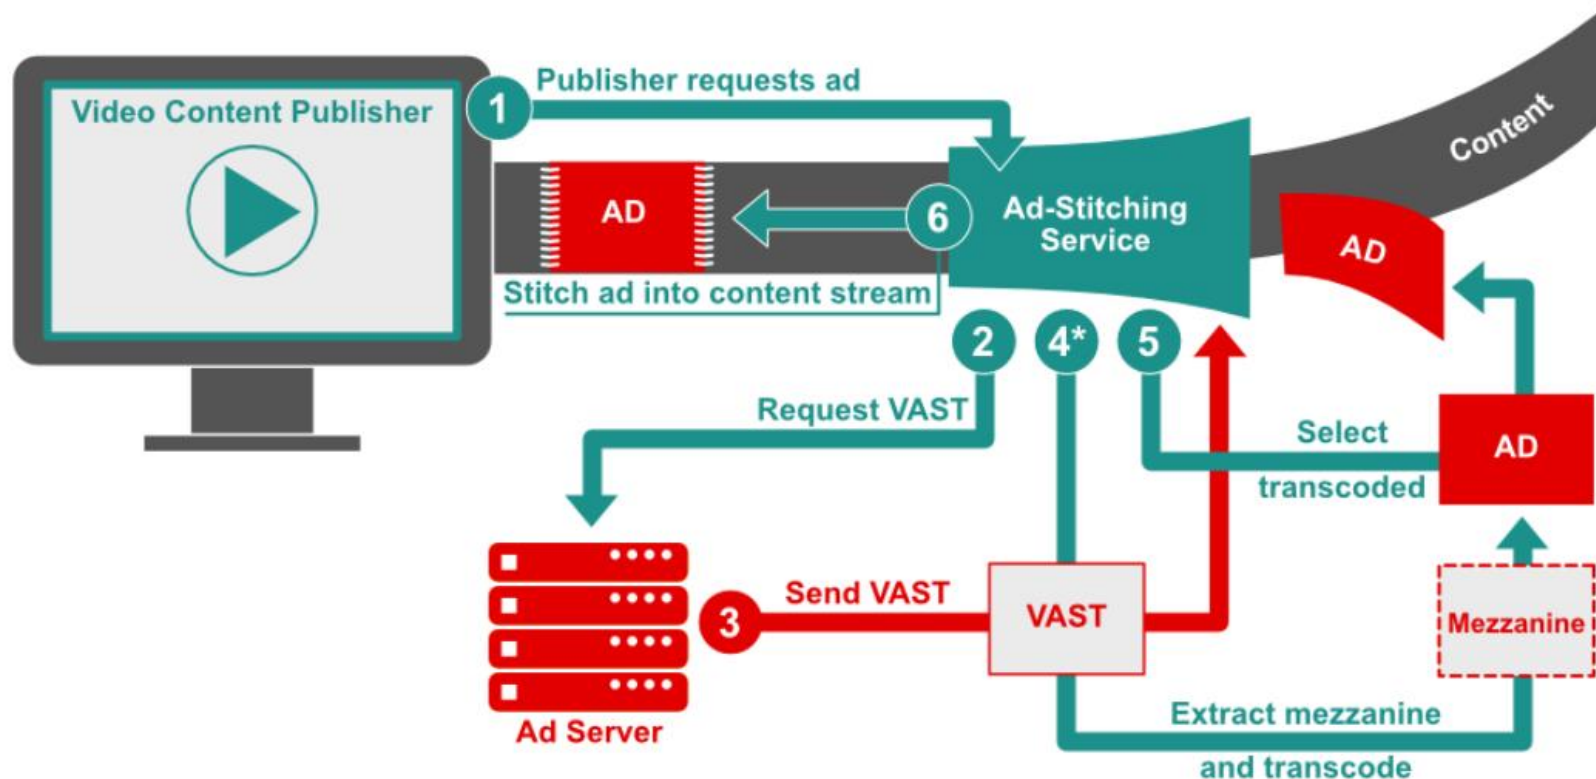 Video Content Publisher
1
Publisher requests ad
Content
AD
6
Ad-Stitching
Service
AD
Stitch ad into content stream
2
4*
5
Request VAST
Select
transcoded
AD
3
Send VAST
VAST
Mezzanine
Ad Server
Extract mezzanine
and transcode